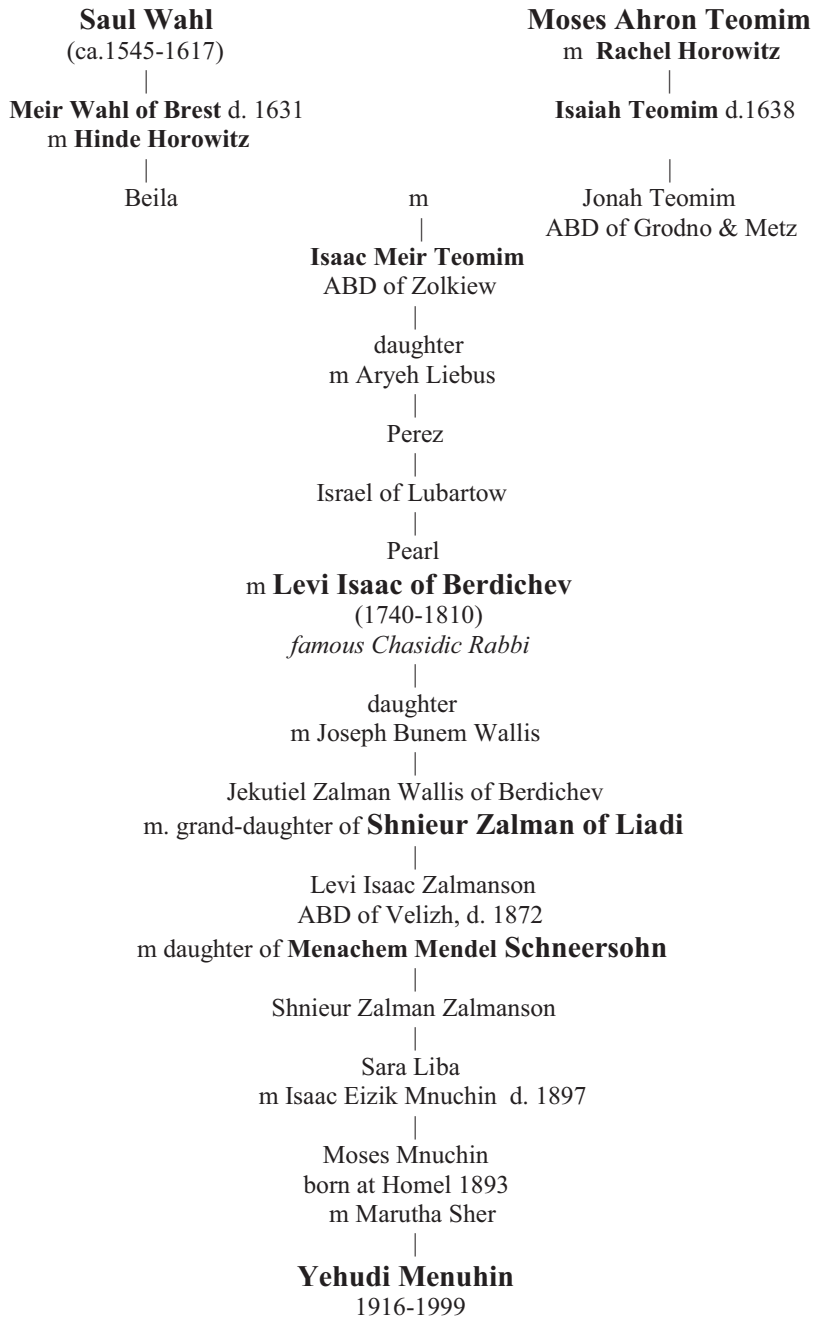 Saul Wahl
(ca.1545-1617)
|
Meir Wahl of Brest d. 1631
m Hinde Horowitz
|
Beila
Moses Ahron Teomim
m Rachel Horowitz
|
Isaiah Teomim d.1638
|
Jonah Teomim
ABD of Grodno & Metz
m
|
Isaac Meir Teomim
ABD of Zolkiew
|
daughter
m Aryeh Liebus
|
Perez
|
Israel of Lubartow
|
Pearl
m Levi Isaac of Berdichev
(1740-1810)
famous Chasidic Rabbi
|
daughter
m Joseph Bunem Wallis
|
Jekutiel Zalman Wallis of Berdichev
m. grand-daughter of Shnieur Zalman of Liadi
|
Levi Isaac Zalmanson
ABD of Velizh, d. 1872
m daughter of Menachem Mendel Schneersohn
|
Shnieur Zalman Zalmanson
|
Sara Liba
m Isaac Eizik Mnuchin d. 1897
|
Moses Mnuchin
born at Homel 1893
m Marutha Sher
|
Yehudi Menuhin
1916-1999